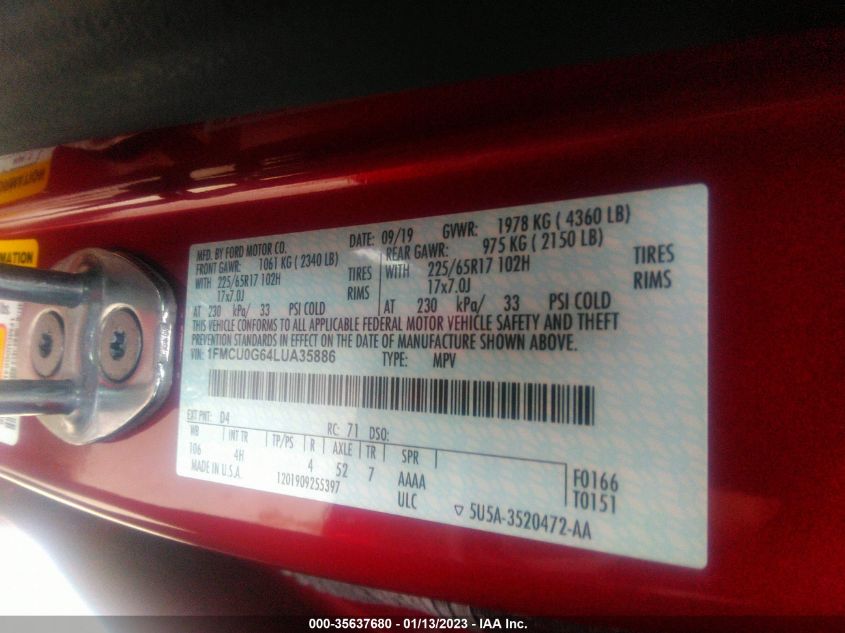 MFD. BY FORD MOTOR CO.
DATE: 09/19 GVWR: 1978 KG ( 4360 LB)
FRONT GAWR: 1061 KG ( 2340 LB) REAR GAWR: 975 KG ( 2150 LB)
WITH 225/65R17 102H TIRES WITH 225/65R17 102H TIRES
17x7.0J RIMS 17x7.0J RIMS
AT 230 kPa/ 33 PSI COLD AT 230 kPa/ 33 PSI COLD
THIS VEHICLE CONFORMS TO ALL APPLICABLE FEDERAL MOTOR VEHICLE SAFETY AND THEFT
PREVENTION STANDARDS IN EFFECT ON THE DATE OF MANUFACTURE SHOWN ABOVE.
VIN: 1FMCU0G64LUA35886 TYPE: MPV
EXT PNT: D4 RC: 71 DSO:
WB INT TR TP/PS R AXLE TR SPR
106 4H 4 52 7 AAAA F0166
MADE IN U.S.A. 1201909255397 ULC T0151
5U5A-3520472-AA
MATION
000-35637680 - 01/13/2023 - IAA Inc.